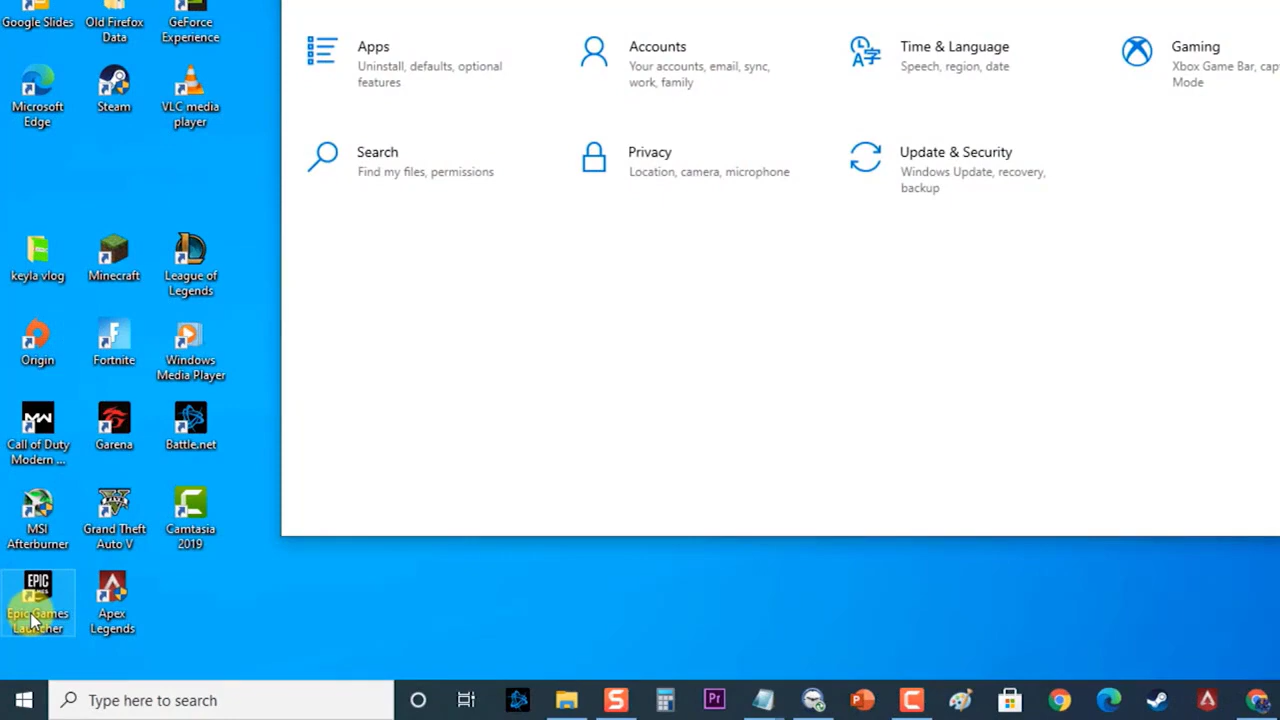 Google Slides
Old Firefox
Data
GeForce
Experience
Microsoft
Edge
Steam
VLC media
player
keyla vlog
Minecraft
League of
Legends
Origin
Fortnite
Windows
Media Player
Call of Duty
Modern ...
Garena
Battle.net
MSI
Afterburner
Grand Theft
Auto V
Camtasia
2019
EPIC
GAMES
Epic Games
Launcher
Apex
Legends
Apps
Uninstall, defaults, optional
features
Accounts
Your accounts, email, sync,
work, family
Time & Language
Speech, region, date
Gaming
Xbox Game Bar, cap
Mode
Search
Find my files, permissions
Privacy
Location, camera, microphone
Update & Security
Windows Update, recovery,
backup
Type here to search